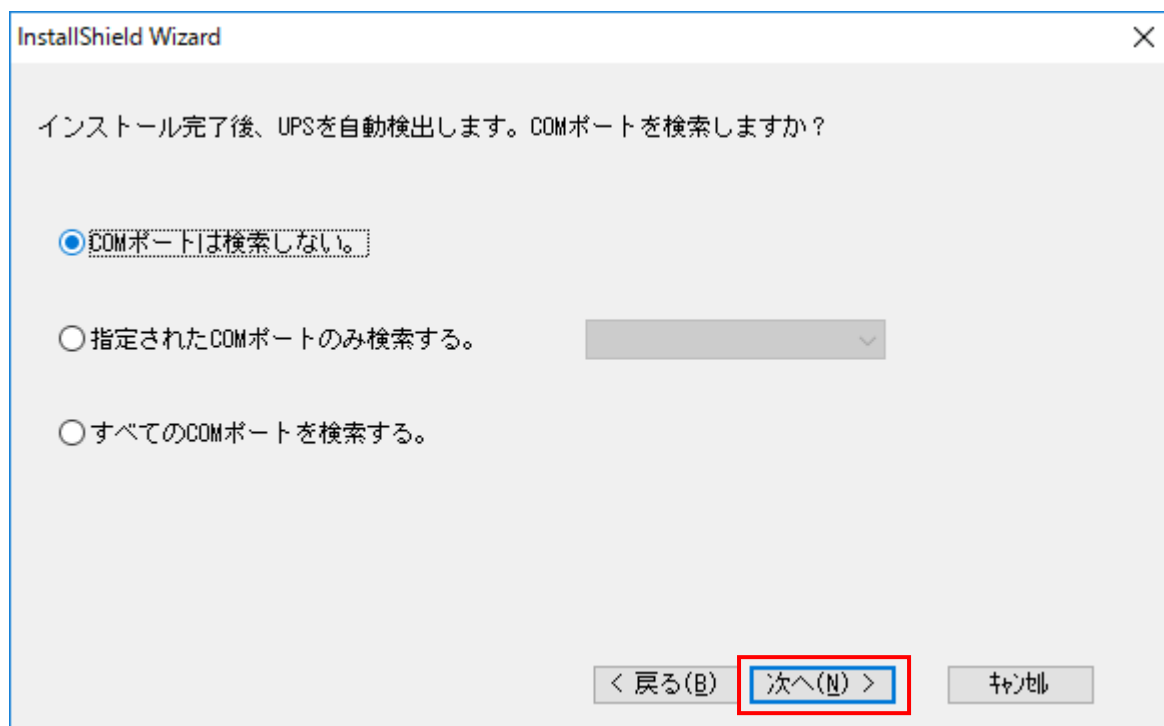 InstallShield Wizard
インストール完了後、UPSを自動検出します。COMポートを検索しますか？
COMポートは検索しない。
指定されたCOMポートのみ検索する。
すべてのCOMポートを検索する。
< 戻る(B) 次へ(N) > ｷｬﾝｾﾙ